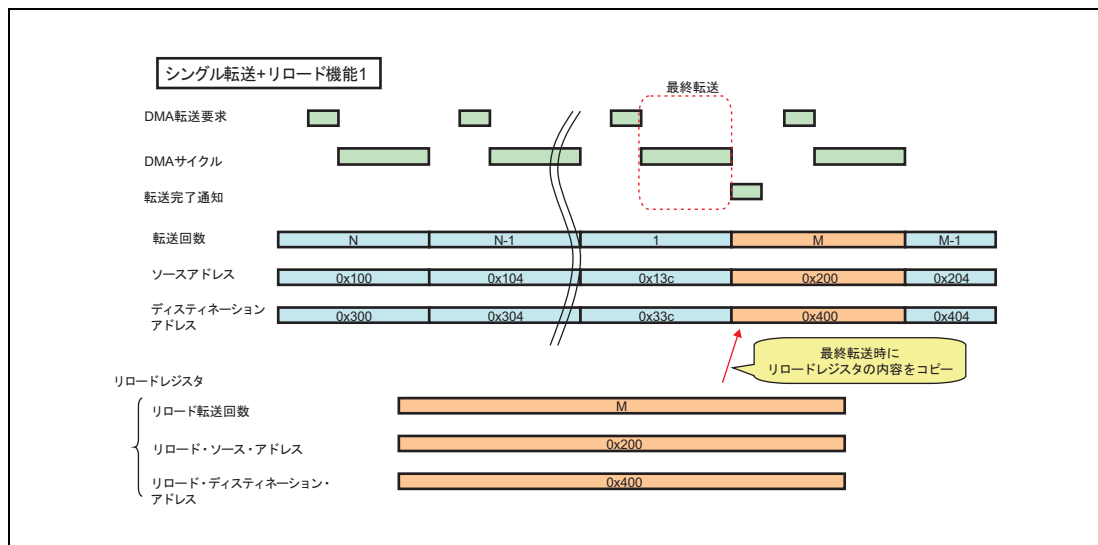 シングル転送+リロード機能1
最終転送
DMA転送要求
DMAサイクル
転送完了通知
転送回数 N N-1 1 M M-1
ソースアドレス 0x100 0x104 0x13c 0x200 0x204
ディスティネーション
アドレス 0x300 0x304 0x33c 0x400 0x404
最終転送時に
リロードレジスタの内容をコピー
リロードレジスタ
リロード転送回数 M
リロード・ソース・アドレス 0x200
リロード・ディスティネーション・
アドレス 0x400